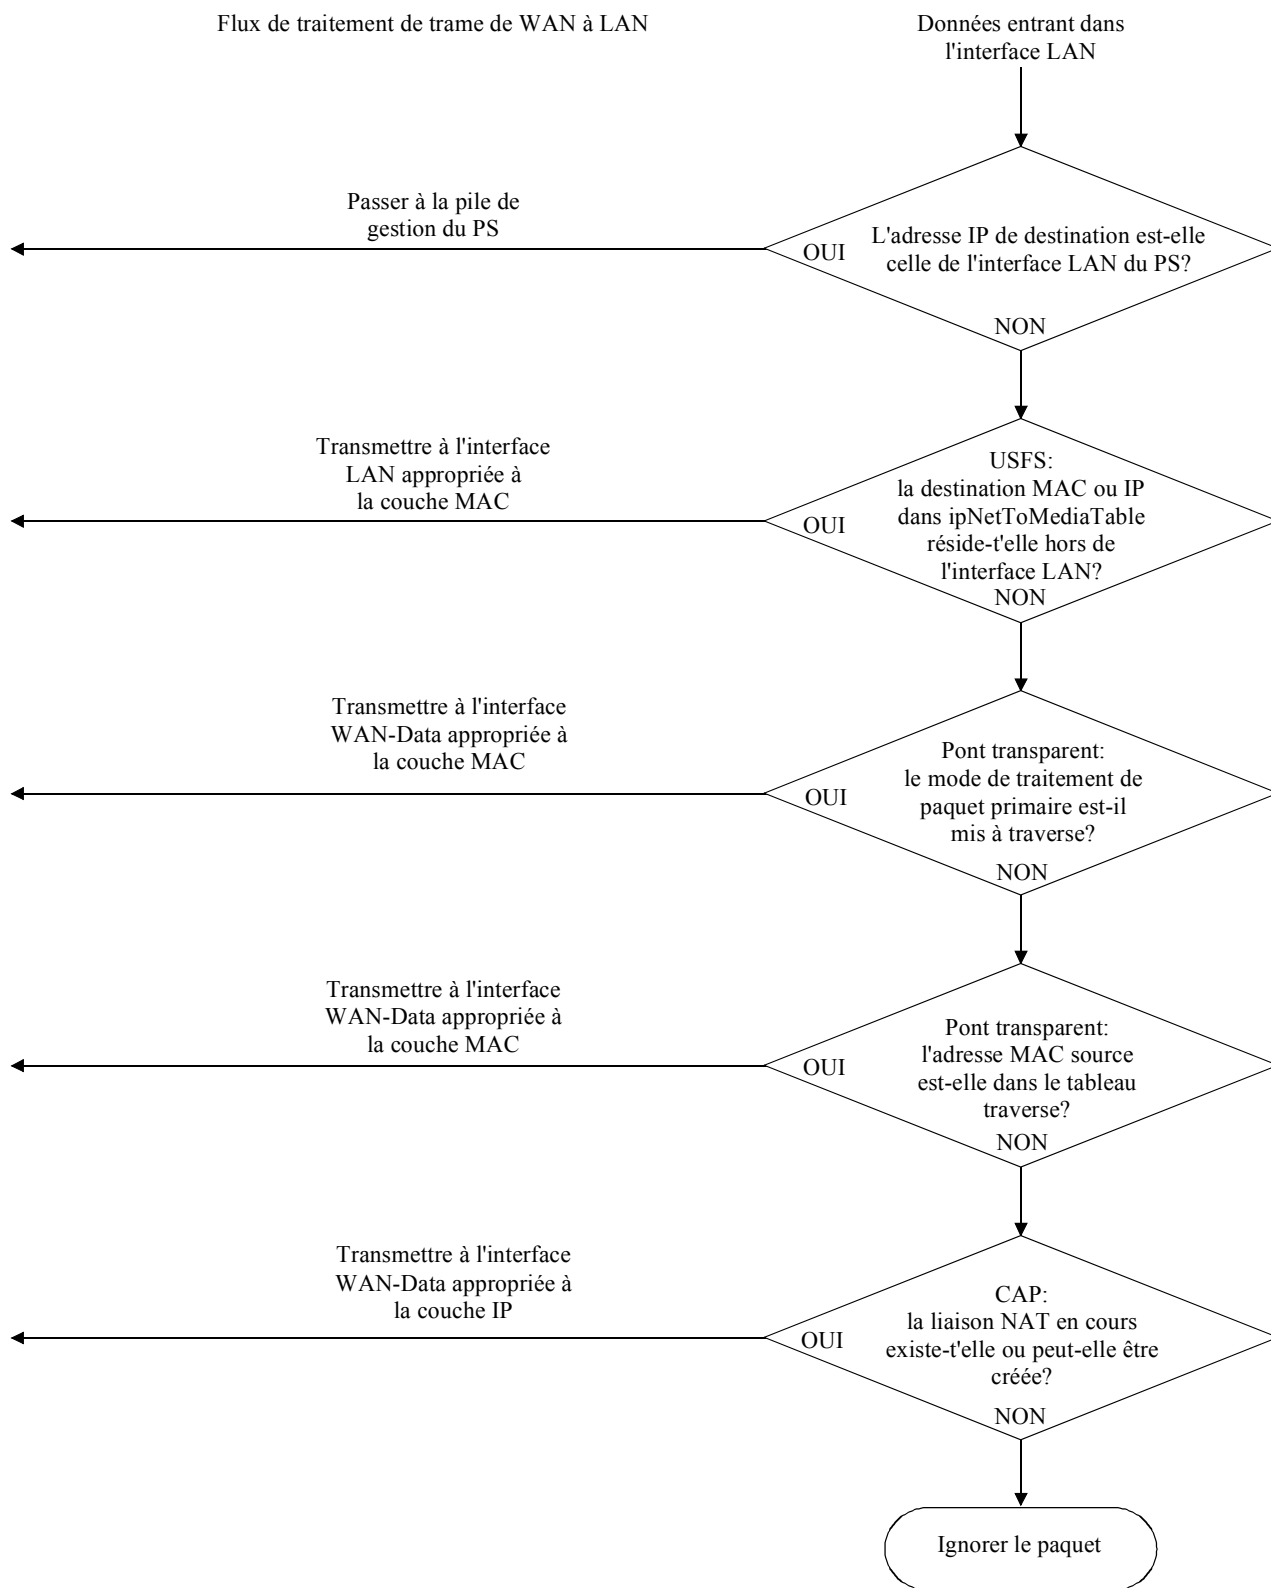 Flux de traitement de trame de WAN à LAN
Données entrant dans
l'interface LAN
Passer à la pile de
gestion du PS
OUI
L'adresse IP de destination est-elle
celle de l'interface LAN du PS?
NON
Transmettre à l'interface
LAN appropriée à
la couche MAC
OUI
USFS:
la destination MAC ou IP
dans ipNetToMediaTable
réside-t'elle hors de
l'interface LAN?
NON
Transmettre à l'interface
WAN-Data appropriée à
la couche MAC
OUI
Pont transparent:
le mode de traitement de
paquet primaire est-il
mis à traverse?
NON
Transmettre à l'interface
WAN-Data appropriée à
la couche MAC
OUI
Pont transparent:
l'adresse MAC source
est-elle dans le tableau
traverse?
NON
Transmettre à l'interface
WAN-Data appropriée à
la couche IP
OUI
CAP:
la liaison NAT en cours
existe-t'elle ou peut-elle être
créée?
NON
Ignorer le paquet